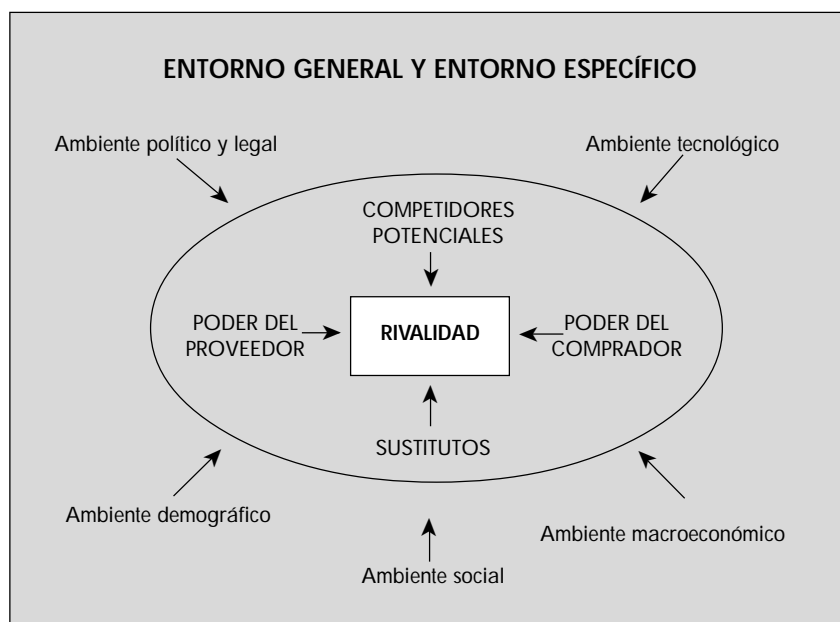 ENTORNO GENERAL Y ENTORNO ESPECÍFICO
Ambiente político y legal
Ambiente tecnológico
COMPETIDORES
POTENCIALES
PODER DEL
PROVEEDOR
RIVALIDAD
PODER DEL
COMPRADOR
SUSTITUTOS
Ambiente demográfico
Ambiente macroeconómico
Ambiente social